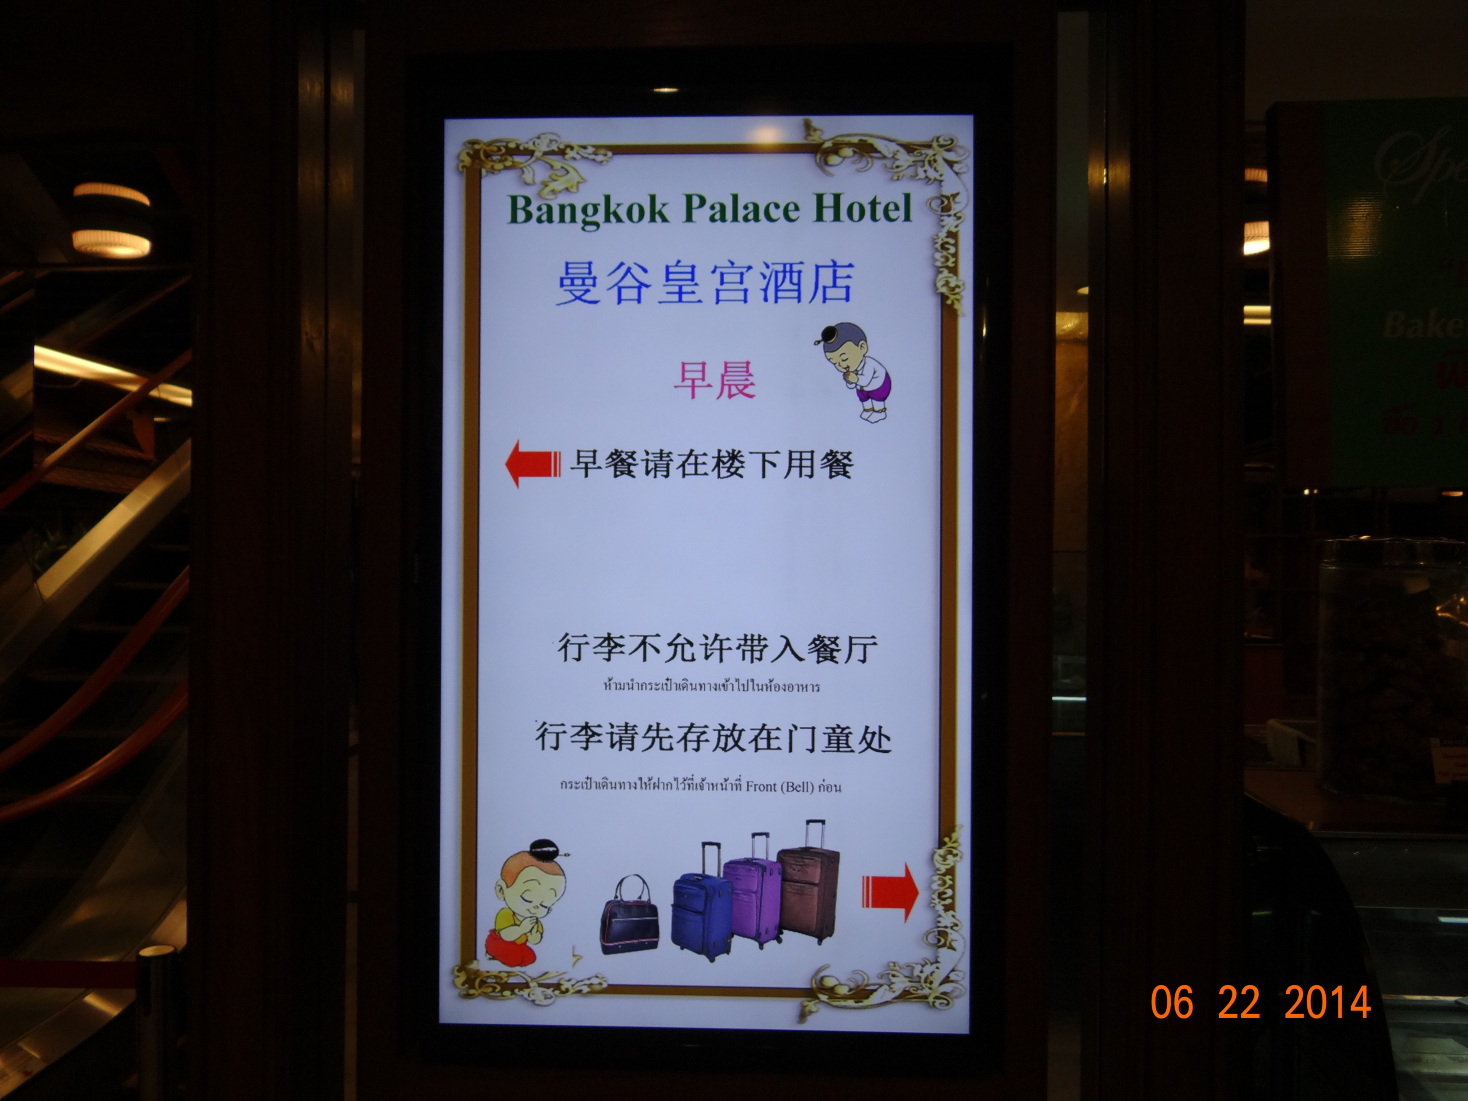 Bangkok Palace Hotel
曼谷皇宫酒店
早晨
早餐请在楼下用餐
行李不允许带入餐厅
ห้ามนำกระเป๋าเดินทางเข้าไปในห้องอาหาร
行李请先存放在门童处
กระเป๋าเดินทางให้ฝากไว้ที่เจ้าหน้าที่ Front (Bell) ก่อน
06 22 2014